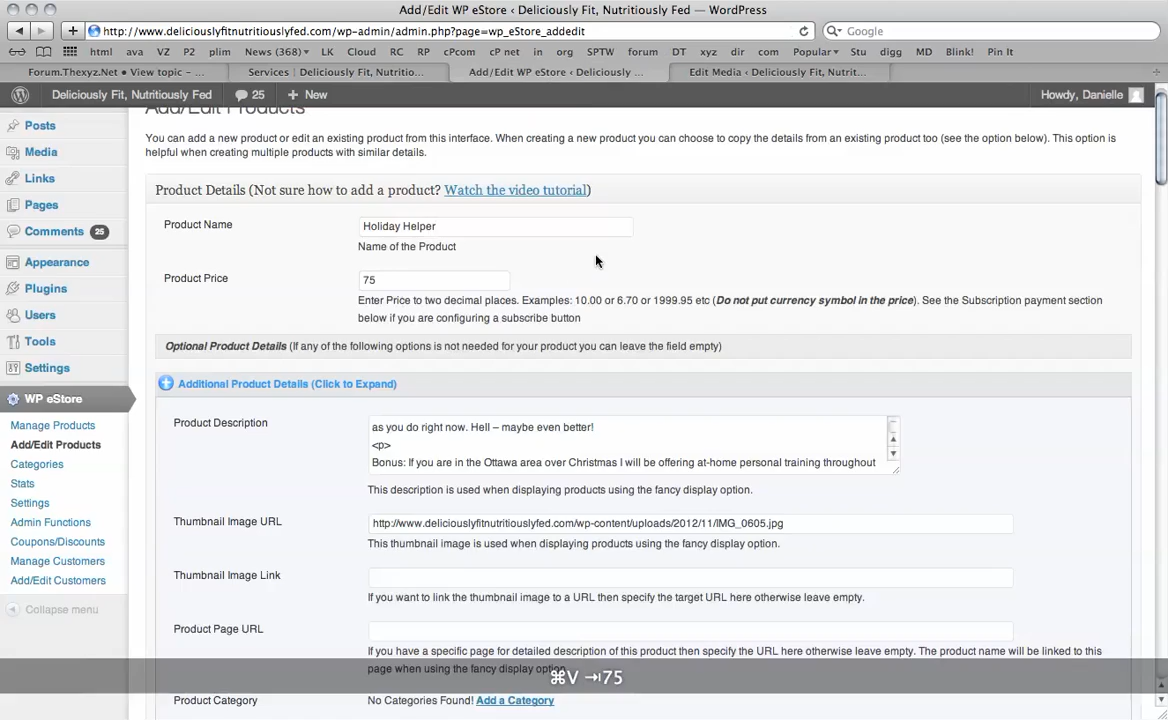 Add/Edit WP eStore ‹ Deliciously Fit, Nutritiously Fed — WordPress
http://www.deliciouslyfitnutritiouslyfed.com/wp-admin/admin.php?page=wp_eStore_addedit
Google
html ava VZ P2 plim News (368) LK Cloud RC RP cPcom cP net in org SPTW forum DT xyz dir com Popular Stu digg MD Blink! Pin It
Forum.Thexyz.Net • View topic – ...
Services | Deliciously Fit, Nutritio...
Add/Edit WP eStore ‹ Deliciously ...
Edit Media ‹ Deliciously Fit, Nutrit...
Deliciously Fit, Nutritiously Fed 25 + New
Howdy, Danielle
Add/Edit Products
You can add a new product or edit an existing product from this interface. When creating a new product you can choose to copy the details from an existing product too (see the option below). This option is
helpful when creating multiple products with similar details.
Posts
Media
Links
Pages
Comments 25
Appearance
Plugins
Users
Tools
Settings
WP eStore
Manage Products
Add/Edit Products
Categories
Stats
Settings
Admin Functions
Coupons/Discounts
Manage Customers
Add/Edit Customers
Collapse menu
Product Details (Not sure how to add a product? Watch the video tutorial)
Product Name
Holiday Helper
Name of the Product
Product Price
75
Enter Price to two decimal places. Examples: 10.00 or 6.70 or 1999.95 etc (Do not put currency symbol in the price). See the Subscription payment section
below if you are configuring a subscribe button
Optional Product Details (If any of the following options is not needed for your product you can leave the field empty)
Additional Product Details (Click to Expand)
Product Description
as you do right now. Hell – maybe even better!
<p>
Bonus: If you are in the Ottawa area over Christmas I will be offering at-home personal training throughout
This description is used when displaying products using the fancy display option.
Thumbnail Image URL
http://www.deliciouslyfitnutritiouslyfed.com/wp-content/uploads/2012/11/IMG_0605.jpg
This thumbnail image is used when displaying products using the fancy display option.
Thumbnail Image Link
If you want to link the thumbnail image to a URL then specify the target URL here otherwise leave empty.
Product Page URL
If you have a specific page for detailed description of this product then specify the URL here otherwise leave empty. The product name will be linked to this
page when using the fancy display option.
⌘V ⇥75
Product Category
No Categories Found! Add a Category